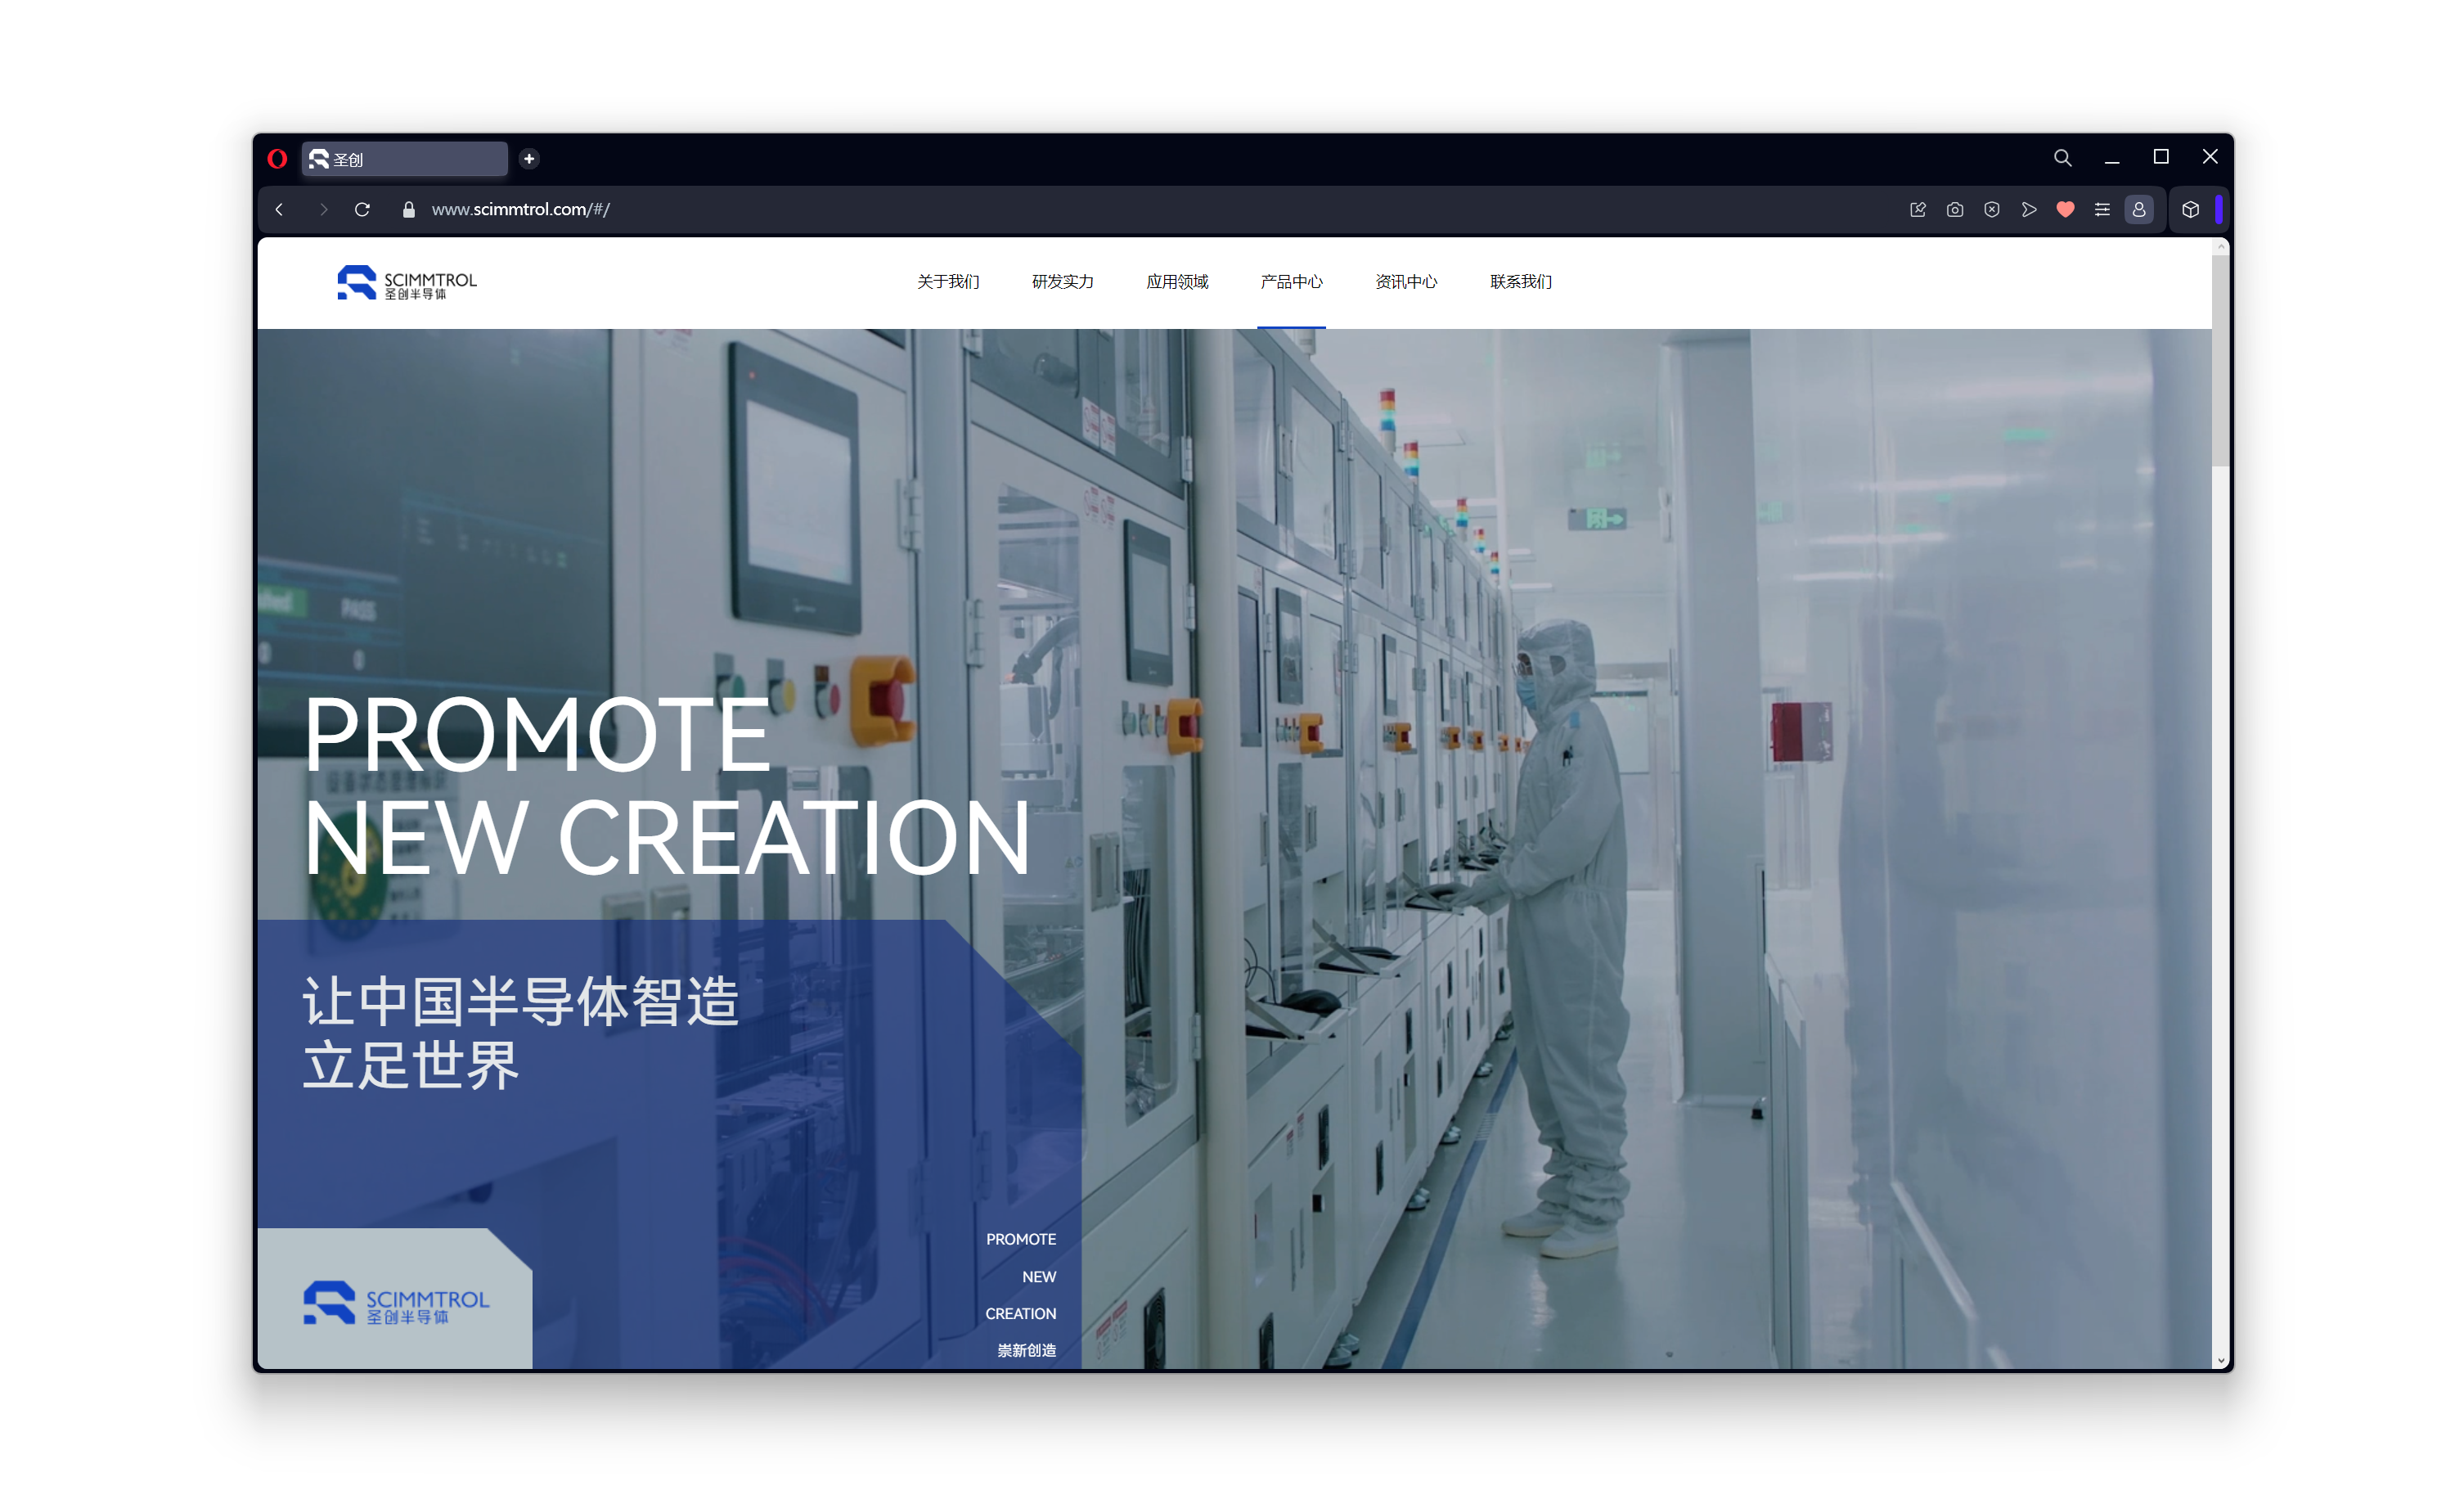 圣创
www.scimmtrol.com/#/
SCIMMTROL
圣创半导体
关于我们 研发实力 应用领域 产品中心 资讯中心 联系我们
PASS
0 0
PROMOTE
NEW CREATION
让中国半导体智造
立足世界
PROMOTE
NEW
CREATION
崇新创造
SCIMMTROL
圣创半导体